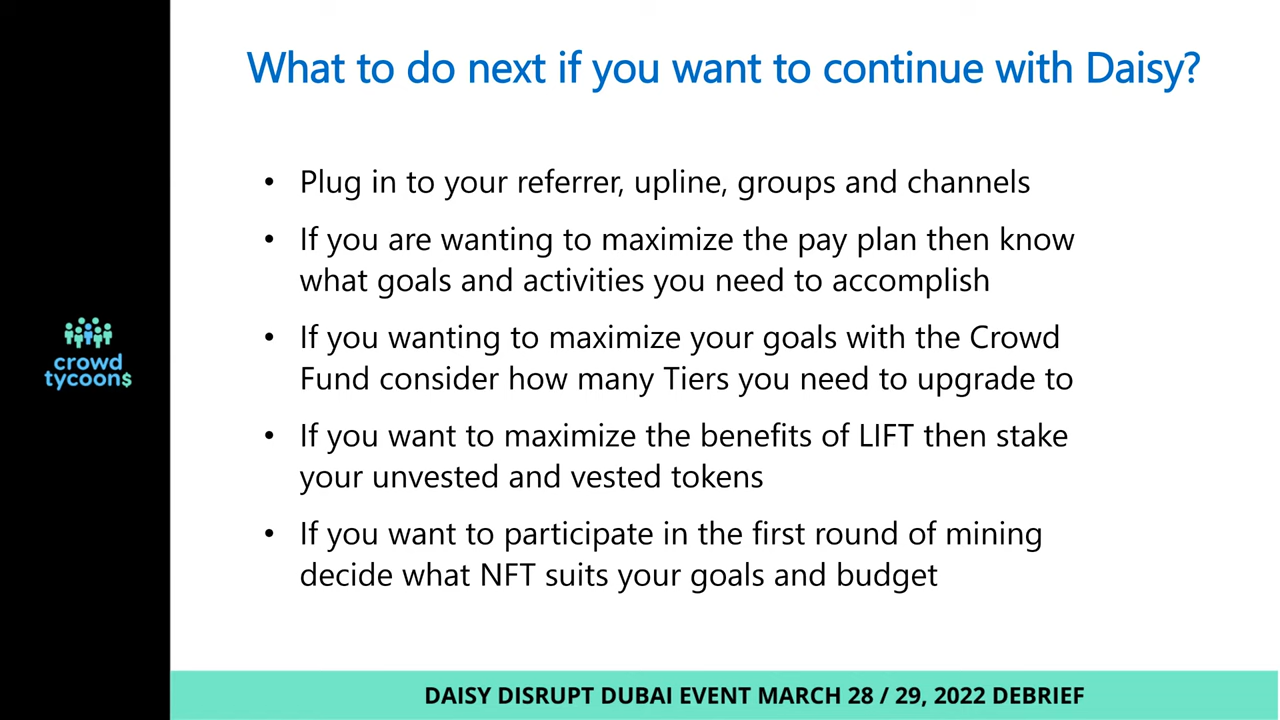 What to do next if you want to continue with Daisy?
• Plug in to your referrer, upline, groups and channels
• If you are wanting to maximize the pay plan then know
what goals and activities you need to accomplish
• If you wanting to maximize your goals with the Crowd
Fund consider how many Tiers you need to upgrade to
• If you want to maximize the benefits of LIFT then stake
your unvested and vested tokens
• If you want to participate in the first round of mining
decide what NFT suits your goals and budget
crowd
tycoon$
DAISY DISRUPT DUBAI EVENT MARCH 28 / 29, 2022 DEBRIEF